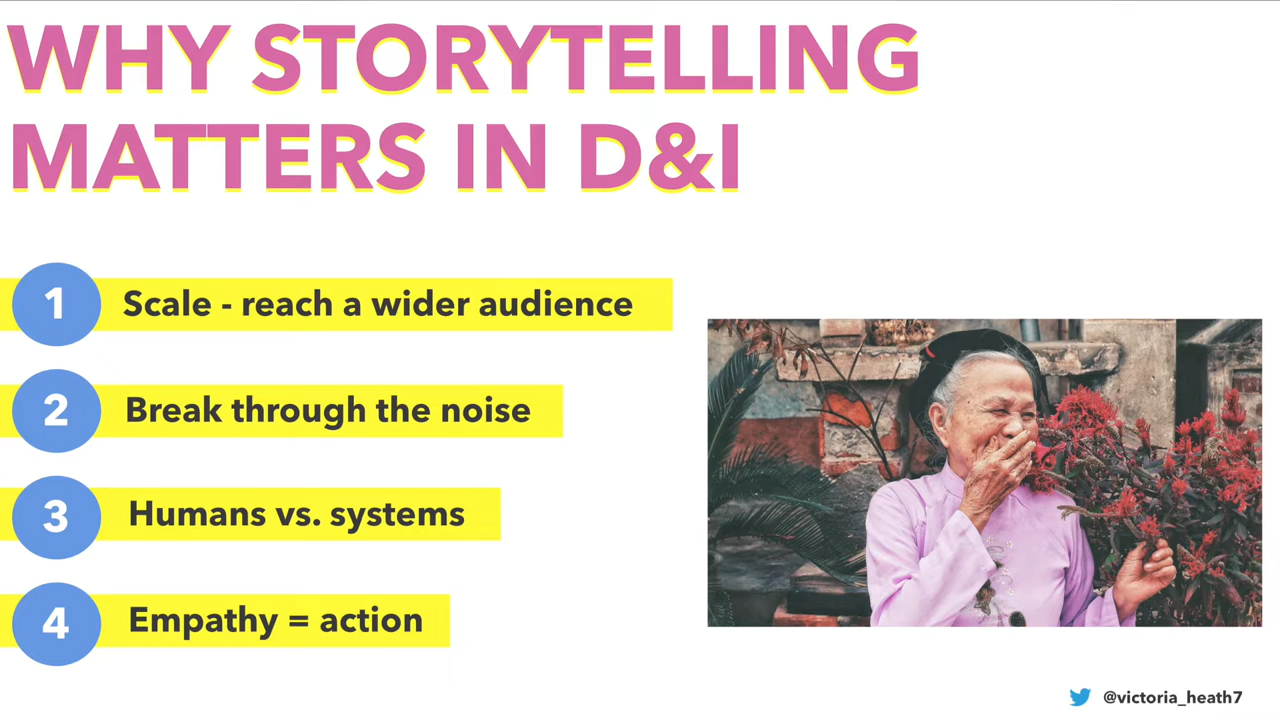 WHY STORYTELLING
MATTERS IN D&I
1 Scale - reach a wider audience
2 Break through the noise
3 Humans vs. systems
4 Empathy = action
@victoria_heath7